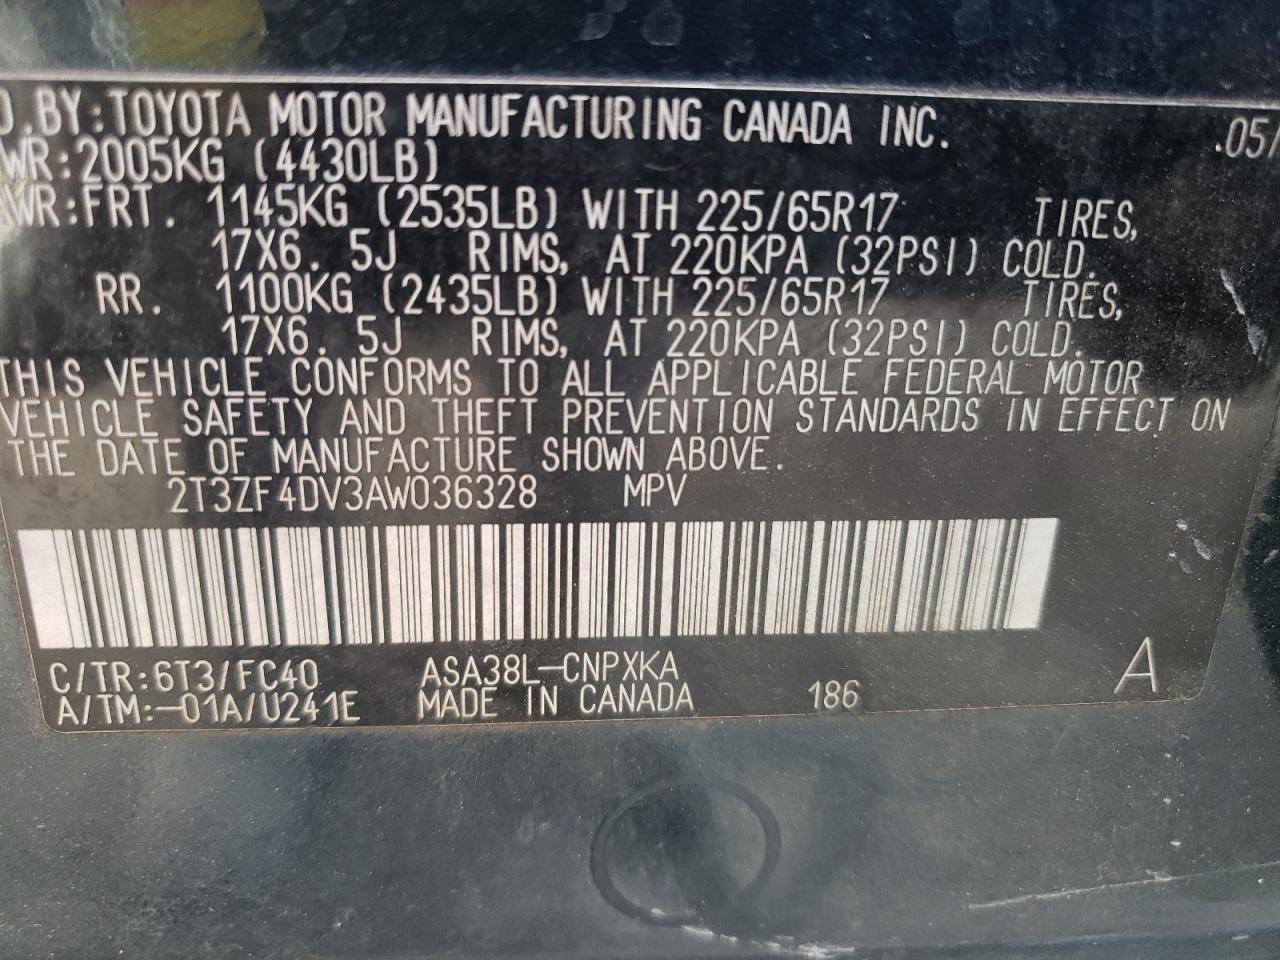 D.BY:TOYOTA MOTOR MANUFACTURING CANADA INC. .05/
WR:2005KG (4430LB)
AWR:FRT. 1145KG (2535LB) WITH 225/65R17 TIRES,
17X6. 5J RIMS, AT 220KPA (32PSI) COLD.
RR. 1100KG (2435LB) WITH 225/65R17 TIRES,
17X6. 5J RIMS, AT 220KPA (32PSI) COLD.
THIS VEHICLE CONFORMS TO ALL APPLICABLE FEDERAL MOTOR
VEHICLE SAFETY AND THEFT PREVENTION STANDARDS IN EFFECT ON
THE DATE OF MANUFACTURE SHOWN ABOVE.
2T3ZF4DV3AW036328 MPV
C/TR:6T3/FC40 ASA38L-CNPXKA
A/TM:-01A/U241E MADE IN CANADA 186 A